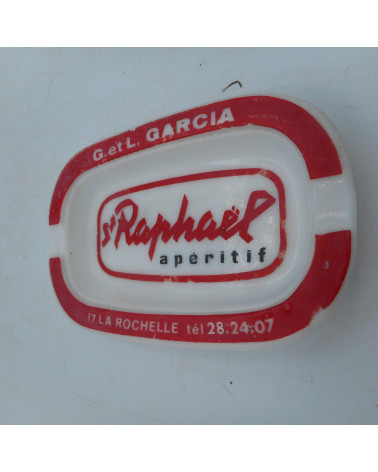 G. et L. GARCIA
St Raphaël
apéritif
17. LA ROCHELLE tél 28.24.07